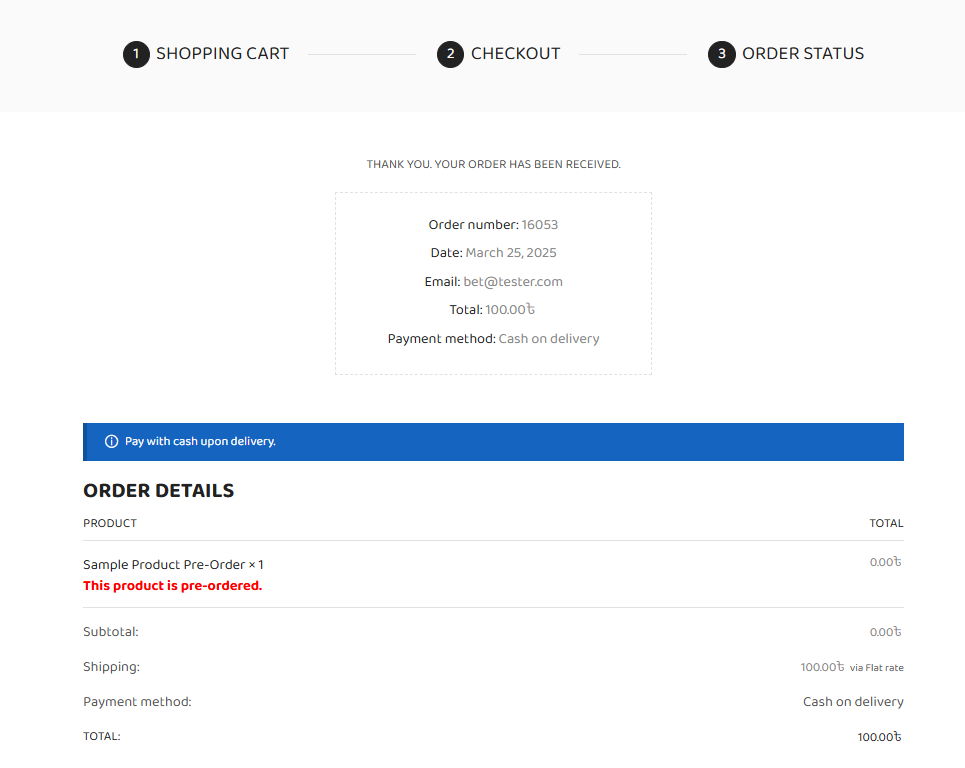 1 SHOPPING CART 2 CHECKOUT 3 ORDER STATUS
THANK YOU. YOUR ORDER HAS BEEN RECEIVED.
Order number: 16053
Date: March 25, 2025
Email: bet@tester.com
Total: 100.00৳
Payment method: Cash on delivery
Pay with cash upon delivery.
ORDER DETAILS
PRODUCT TOTAL
Sample Product Pre-Order × 1 0.00৳
This product is pre-ordered.
Subtotal: 0.00৳
Shipping: 100.00৳ via Flat rate
Payment method: Cash on delivery
TOTAL: 100.00৳